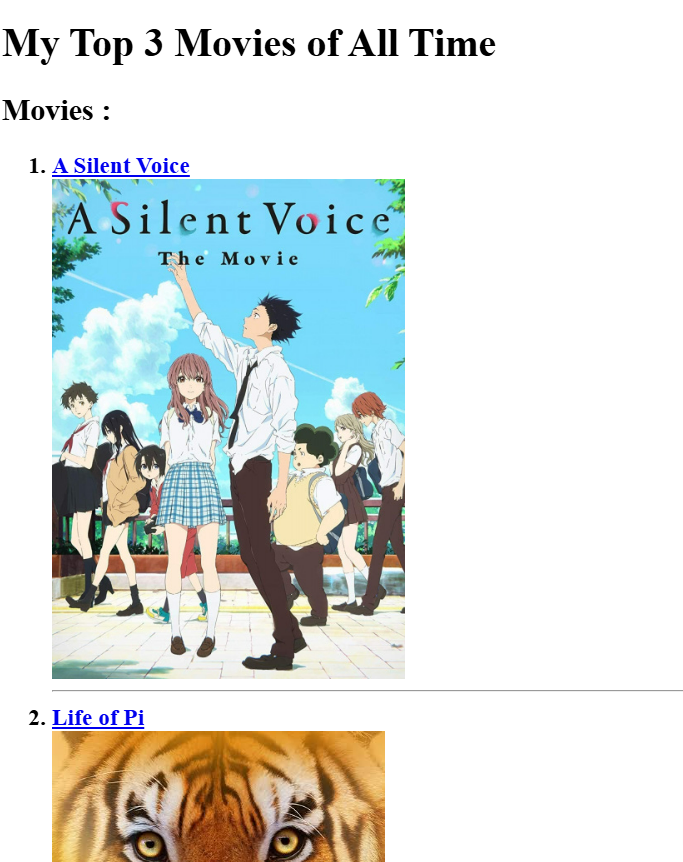 My Top 3 Movies of All Time
Movies :
1. A Silent Voice
A Silent Voice
The Movie
2. Life of Pi